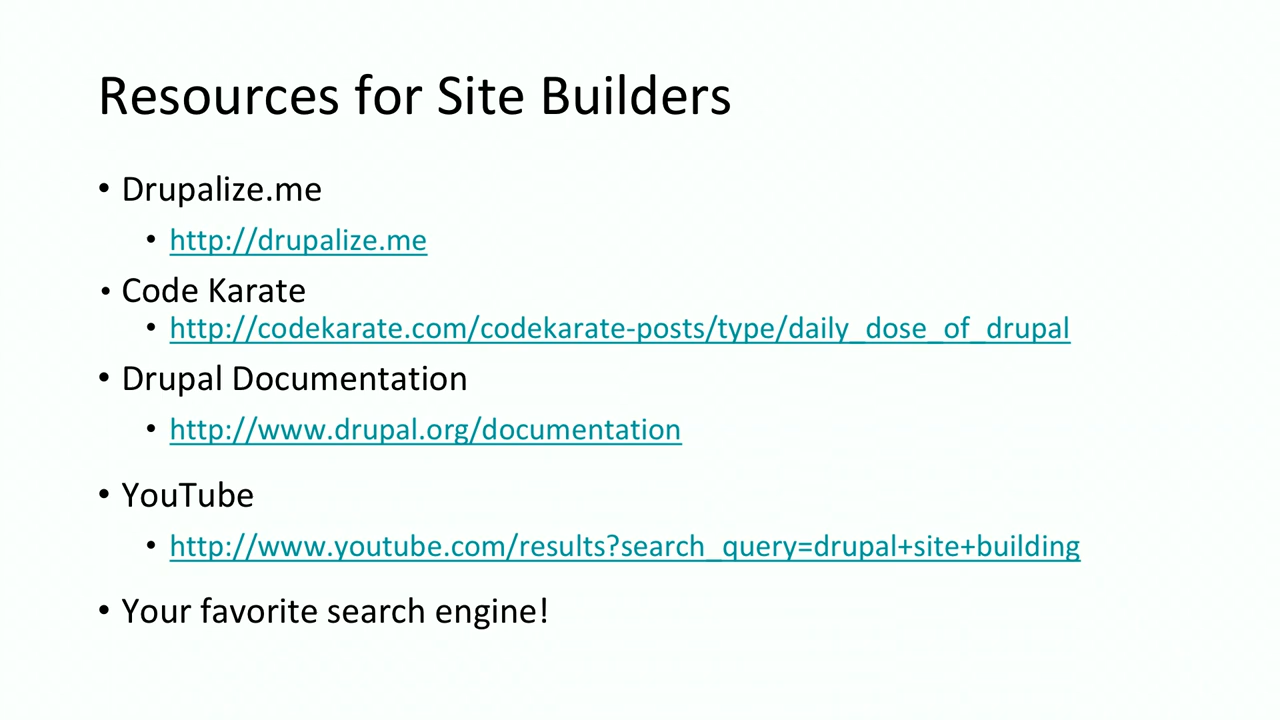 Resources for Site Builders
• Drupalize.me
• http://drupalize.me
• Code Karate
• http://codekarate.com/codekarate-posts/type/daily_dose_of_drupal
• Drupal Documentation
• http://www.drupal.org/documentation
• YouTube
• http://www.youtube.com/results?search_query=drupal+site+building
• Your favorite search engine!